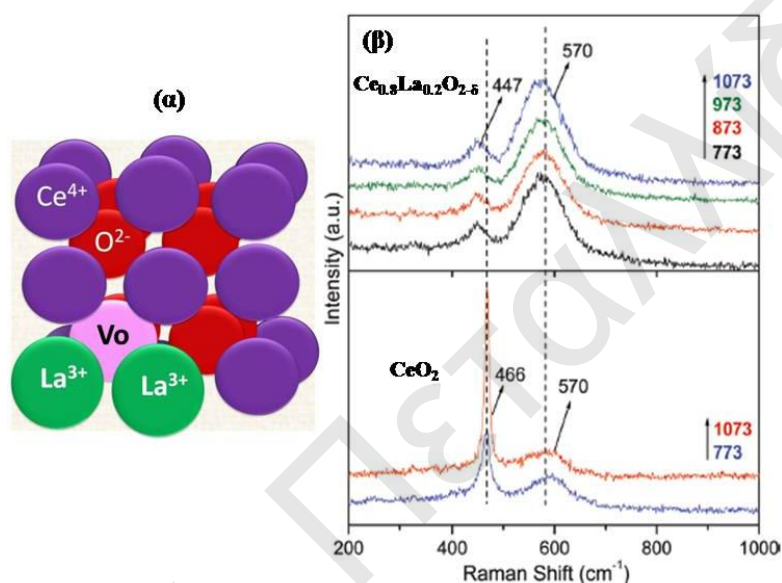 (α)
Ce4+
O2-
Vo
La3+
La3+
(β)
Ce0.8La0.2O2-δ
447
570
1073
973
873
773
CeO2
466
570
1073
773
Intensity (a.u.)
200
400
600
800
1000
Raman Shift (cm-1)